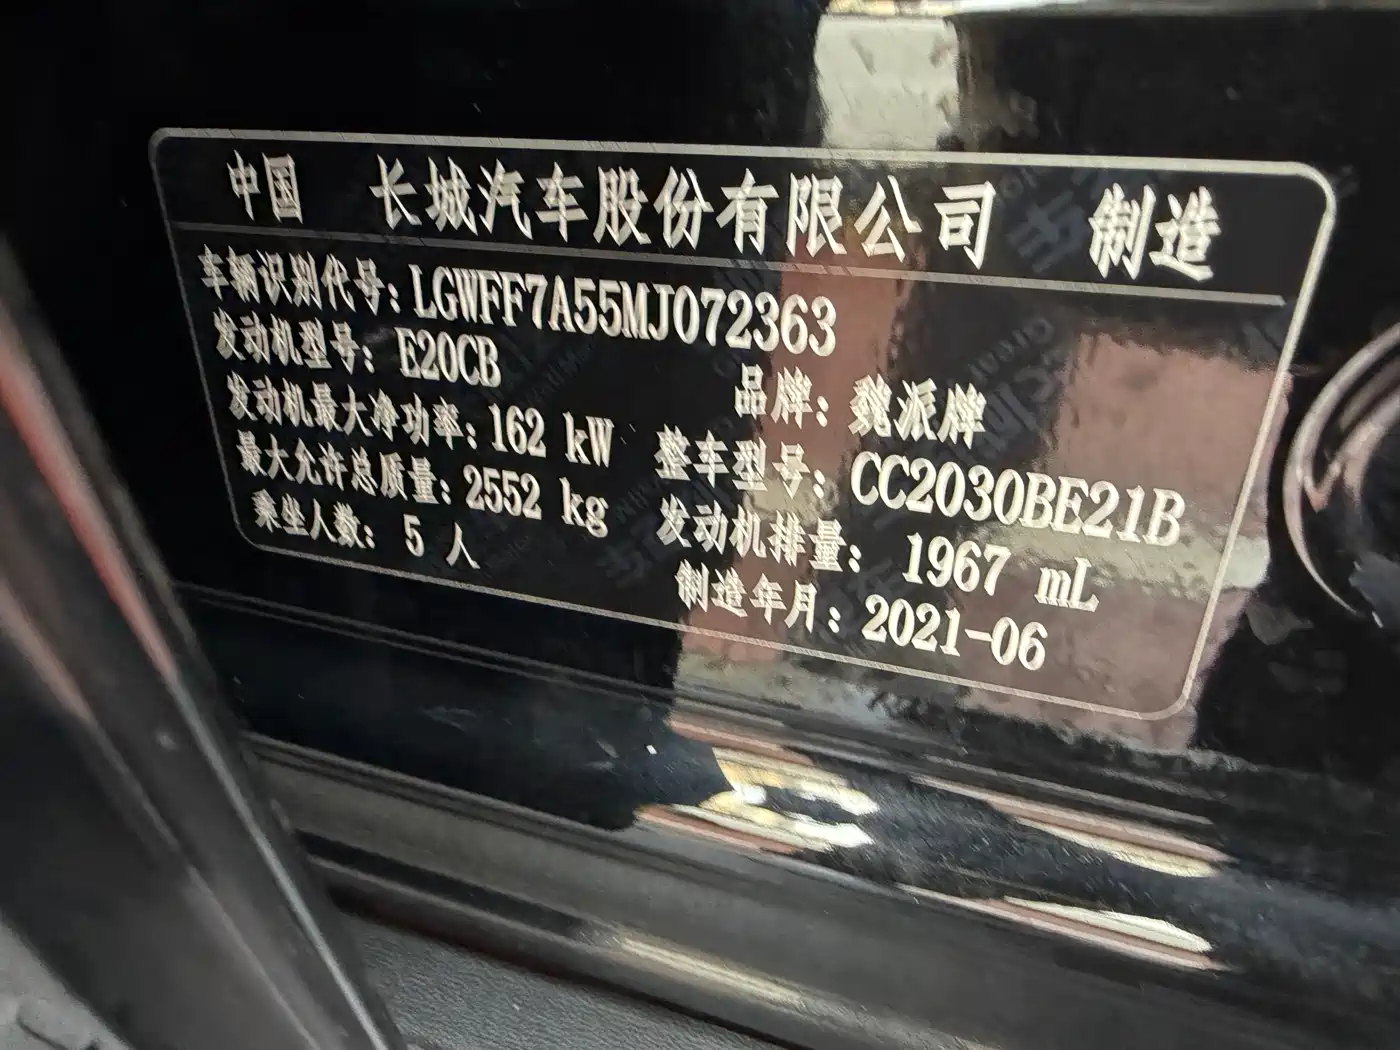 中国 长城汽车股份有限公司 制造
车辆识别代号: LGWFF7A55MJ072363
发动机型号: E20CB
品牌: 魏派牌
发动机最大净功率: 162 kW
整车型号: CC2030BE21B
最大允许总质量: 2552 kg
发动机排量: 1967 mL
乘坐人数: 5 人
制造年月: 2021-06